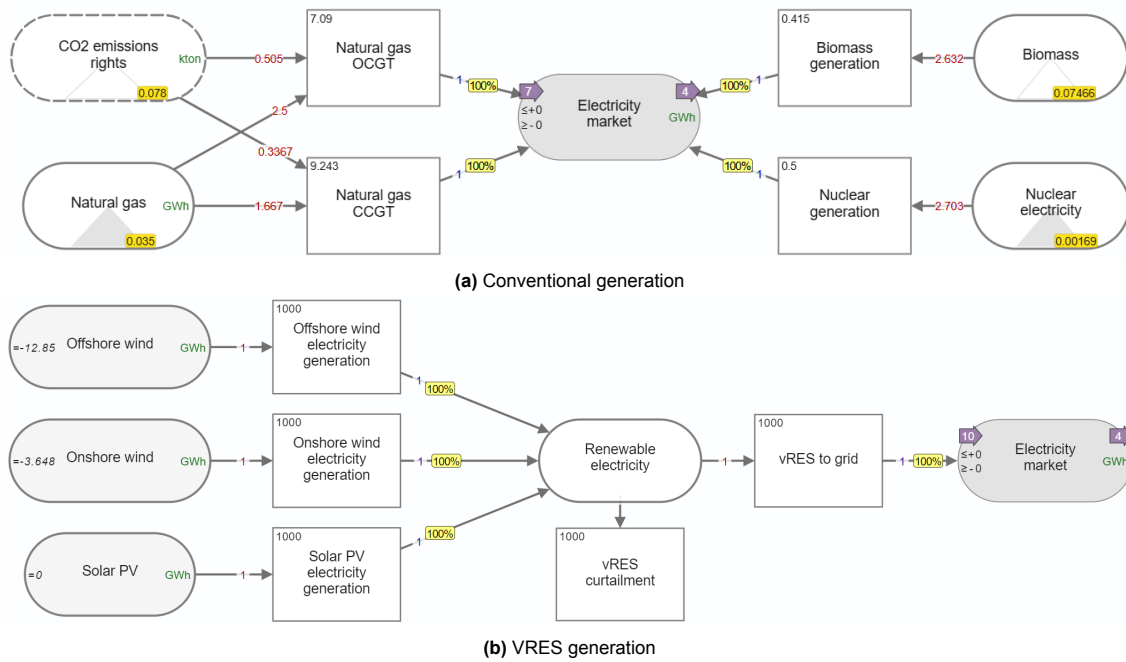 CO2 emissions
rights
kton
0.078
0.505
7.09
Natural gas
OCGT
1
100%
7
≤+0
≥-0
Electricity
market
4
GWh
100%
1
0.415
Biomass
generation
2.632
Biomass
0.07466
2.5
0.3367
Natural gas
GWh
0.035
1.667
9.243
Natural gas
CCGT
1
100%
100%
1
0.5
Nuclear
generation
2.703
Nuclear
electricity
0.00169
(a) Conventional generation
=-12.85
Offshore wind
GWh
1
1000
Offshore wind
electricity
generation
1
100%
=-3.648
Onshore wind
GWh
1
1000
Onshore wind
electricity
generation
1
100%
Renewable
electricity
1
1000
vRES to grid
1
100%
10
≤+0
≥-0
Electricity
market
4
GWh
=0
Solar PV
GWh
1
1000
Solar PV
electricity
generation
1
100%
1000
vRES
curtailment
(b) VRES generation